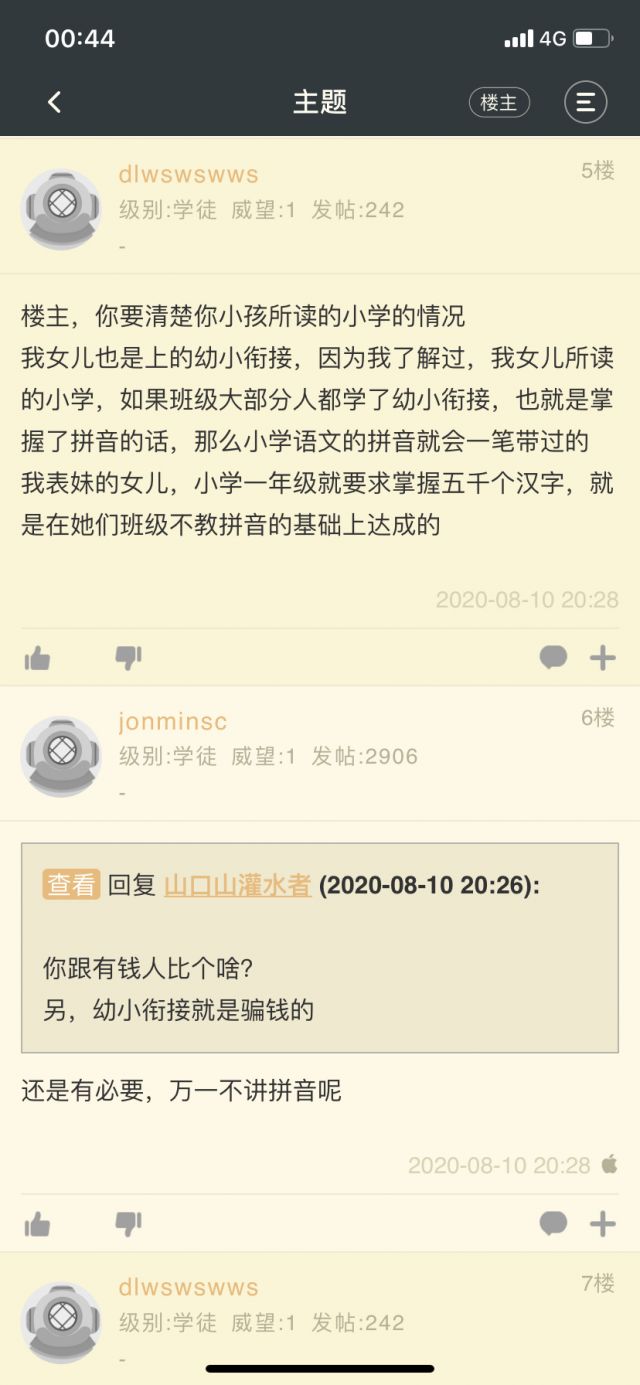 00:44
4G
主题
楼主
dlwswswws
5楼
级别:学徒 威望:1 发帖:242
-
楼主，你要清楚你小孩所读的小学的情况
我女儿也是上的幼小衔接，因为我了解过，我女儿所读
的小学，如果班级大部分人都学了幼小衔接，也就是掌
握了拼音的话，那么小学语文的拼音就会一笔带过的
我表妹的女儿，小学一年级就要求掌握五千个汉字，就
是在她们班级不教拼音的基础上达成的
2020-08-10 20:28
jonminsc
6楼
级别:学徒 威望:1 发帖:2906
-
查看 回复 山口山灌水者 (2020-08-10 20:26):
你跟有钱人比个啥?
另，幼小衔接就是骗钱的
还是有必要，万一不讲拼音呢
2020-08-10 20:28
dlwswswws
7楼
级别:学徒 威望:1 发帖:242
-